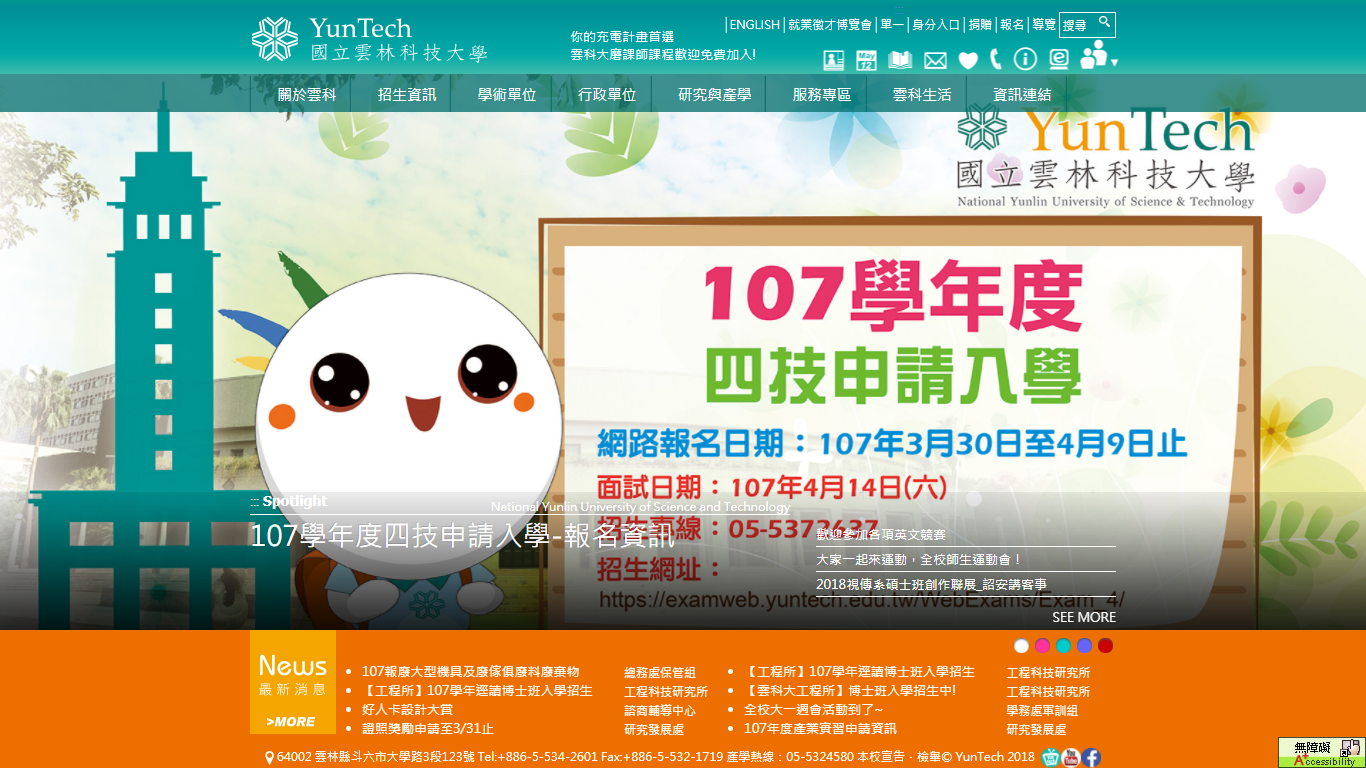 YunTech
國立雲林科技大學
你的充電計畫首選
雲科大磨課師課程歡迎免費加入!
|ENGLISH|就業徵才博覽會|單一|身分入口|捐贈|報名|導覽
搜尋
May
12
關於雲科
招生資訊
學術單位
行政單位
研究與產學
服務專區
雲科生活
資訊連結
YunTech
國立雲林科技大學
National Yunlin University of Science & Technology
107學年度
四技申請入學
網路報名日期：107年3月30日至4月9日止
面試日期：107年4月14日(六)
招生專線：05-5372637
招生網址：
https://examweb.yuntech.edu.tw/WebExams/Exam_4/
::: Spotlight
National Yunlin University of Science and Technology
107學年度四技申請入學-報名資訊
歡迎參加各項英文競賽
大家一起來運動，全校師生運動會！
2018視傳系碩士班創作聯展_詔安講客事
SEE MORE
News
最新消息
>MORE
107報廢大型機具及廢傢俱廢料廢棄物 總務處保管組
【工程所】107學年逕讀博士班入學招生 工程科技研究所
好人卡設計大賞 諮商輔導中心
證照獎勵申請至3/31止 研究發展處
【工程所】107學年逕讀博士班入學招生 工程科技研究所
【雲科大工程所】博士班入學招生中! 工程科技研究所
全校大一週會活動到了~ 學務處軍訓組
107年度產業實習申請資訊 研究發展處
64002 雲林縣斗六市大學路3段123號 Tel:+886-5-534-2601 Fax:+886-5-532-1719 產學熱線：05-5324580 本校宣告．檢舉© YunTech 2018
You
Tube
無障礙
A+ccessibility